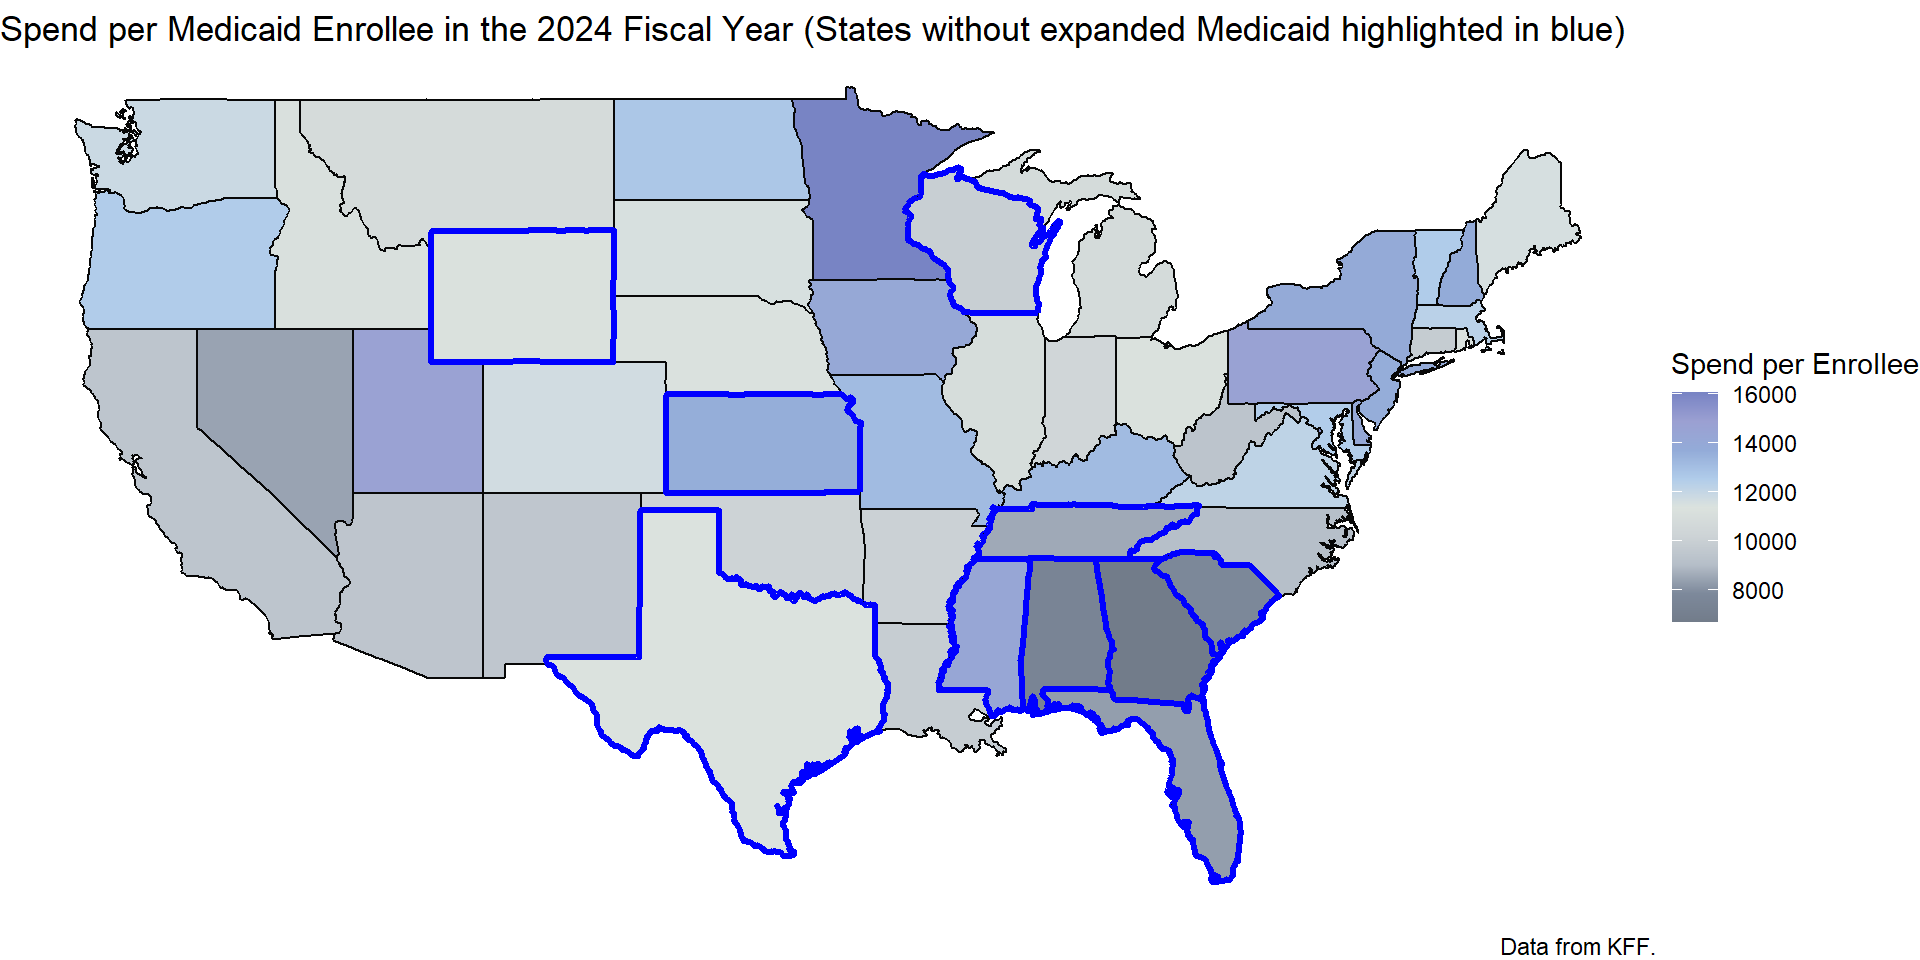 Spend per Medicaid Enrollee in the 2024 Fiscal Year (States without expanded Medicaid highlighted in blue)
Spend per Enrollee
16000
14000
12000
10000
8000
Data from KFF.